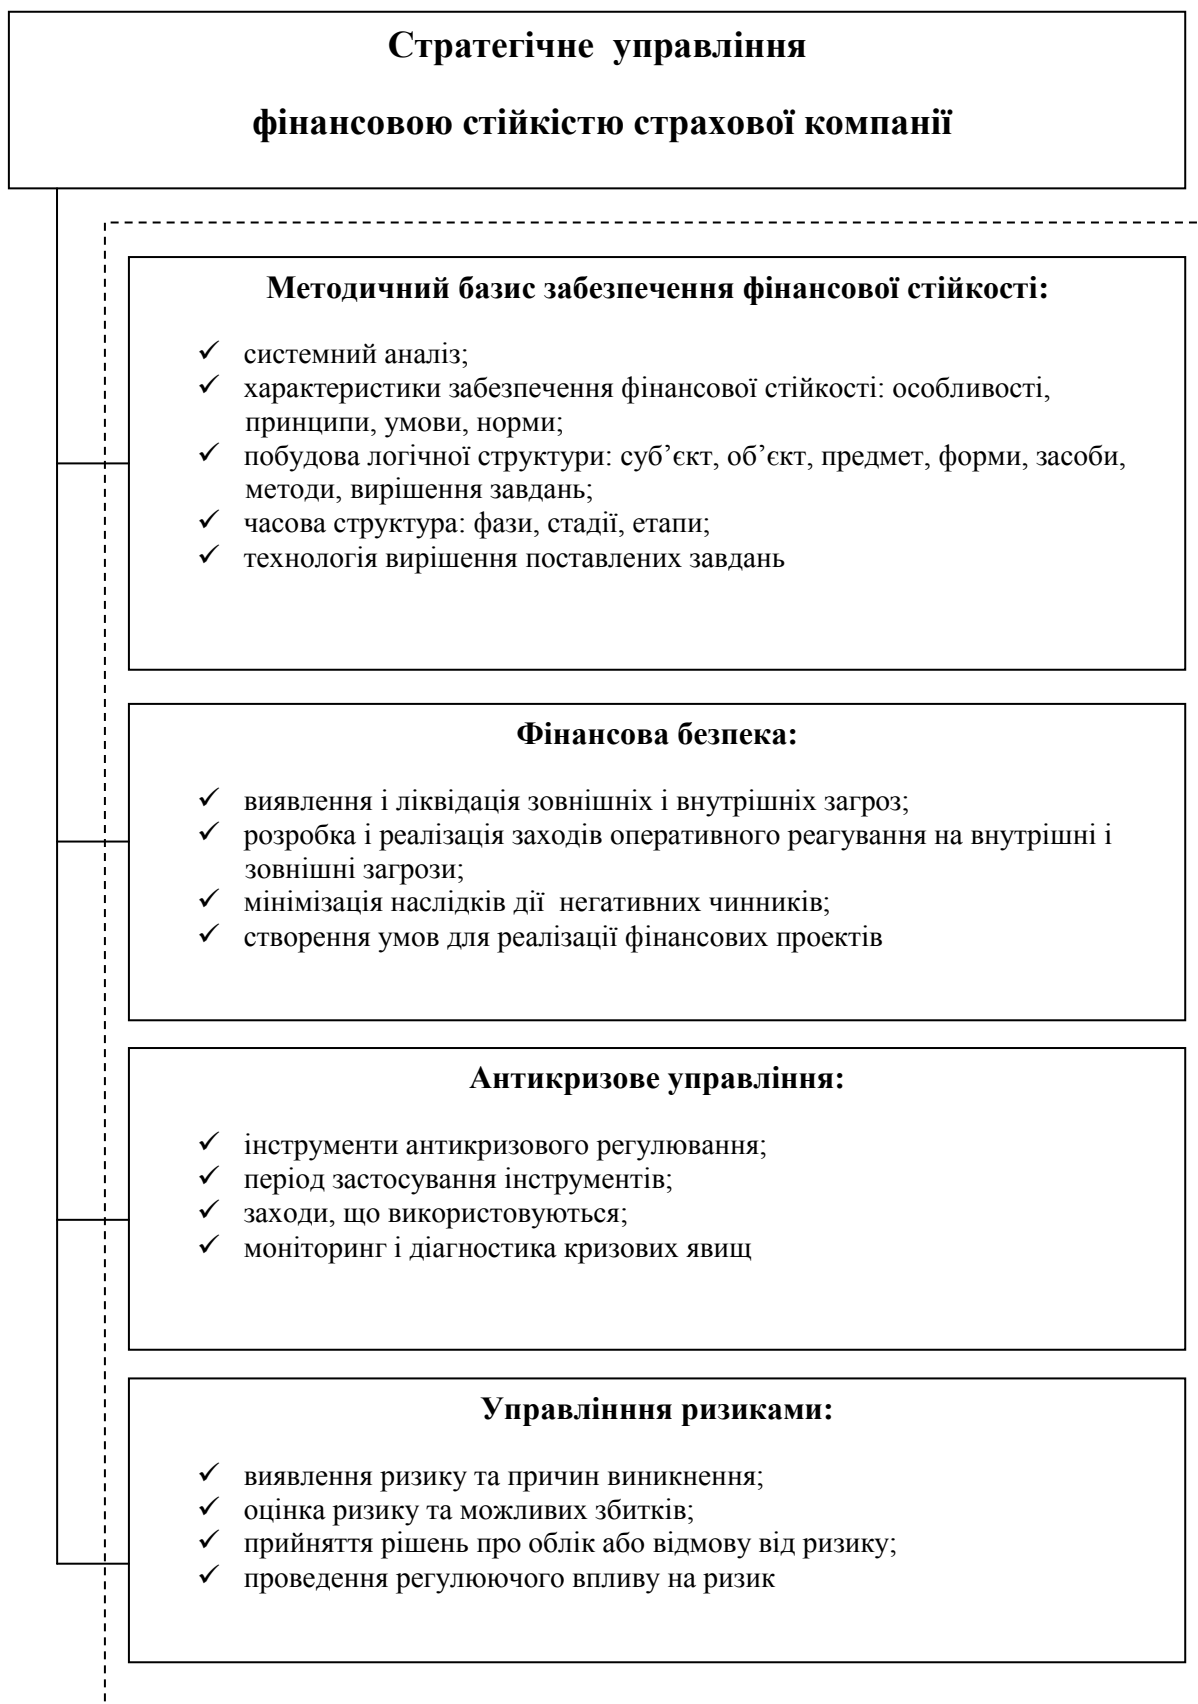 Стратегічне управління
фінансовою стійкістю страхової компанії
Методичний базис забезпечення фінансової стійкості:
✓ системний аналіз;
✓ характеристики забезпечення фінансової стійкості: особливості,
принципи, умови, норми;
✓ побудова логічної структури: суб’єкт, об’єкт, предмет, форми, засоби,
методи, вирішення завдань;
✓ часова структура: фази, стадії, етапи;
✓ технологія вирішення поставлених завдань
Фінансова безпека:
✓ виявлення і ліквідація зовнішніх і внутрішніх загроз;
✓ розробка і реалізація заходів оперативного реагування на внутрішні і
зовнішні загрози;
✓ мінімізація наслідків дії негативних чинників;
✓ створення умов для реалізації фінансових проектів
Антикризове управління:
✓ інструменти антикризового регулювання;
✓ період застосування інструментів;
✓ заходи, що використовуються;
✓ моніторинг і діагностика кризових явищ
Управлінння ризиками:
✓ виявлення ризику та причин виникнення;
✓ оцінка ризику та можливих збитків;
✓ прийняття рішень про облік або відмову від ризику;
✓ проведення регулюючого впливу на ризик